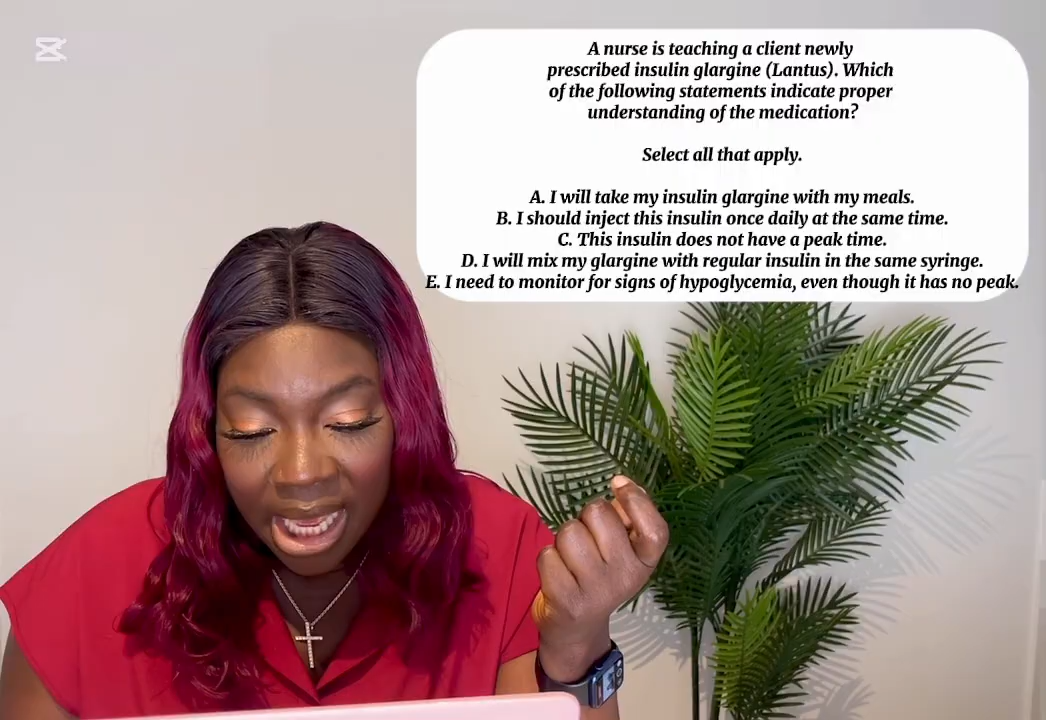 A nurse is teaching a client newly
prescribed insulin glargine (Lantus). Which
of the following statements indicate proper
understanding of the medication?
Select all that apply.
A. I will take my insulin glargine with my meals.
B. I should inject this insulin once daily at the same time.
C. This insulin does not have a peak time.
D. I will mix my glargine with regular insulin in the same syringe.
E. I need to monitor for signs of hypoglycemia, even though it has no peak.